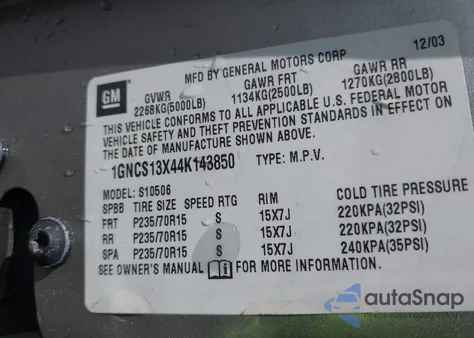 12/03
MFD BY GENERAL MOTORS CORP
GM
GVWR GAWR FRT GAWR RR
2268KG(5000LB) 1134KG(2500LB) 1270KG(2800LB)
THIS VEHICLE CONFORMS TO ALL APPLICABLE U.S. FEDERAL MOTOR
VEHICLE SAFETY AND THEFT PREVENTION STANDARDS IN EFFECT ON
THE DATE OF MANUFACTURE SHOWN ABOVE.
1GNCS13X44K143850 TYPE: M.P.V.
MODEL: S10506
SPBB TIRE SIZE SPEED RTG RIM COLD TIRE PRESSURE
FRT P235/70R15 S 15X7J 220KPA(32PSI)
RR P235/70R15 S 15X7J 220KPA(32PSI)
SPA P235/70R15 S 15X7J 240KPA(35PSI)
SEE OWNER'S MANUAL FOR MORE INFORMATION.
autoSnap